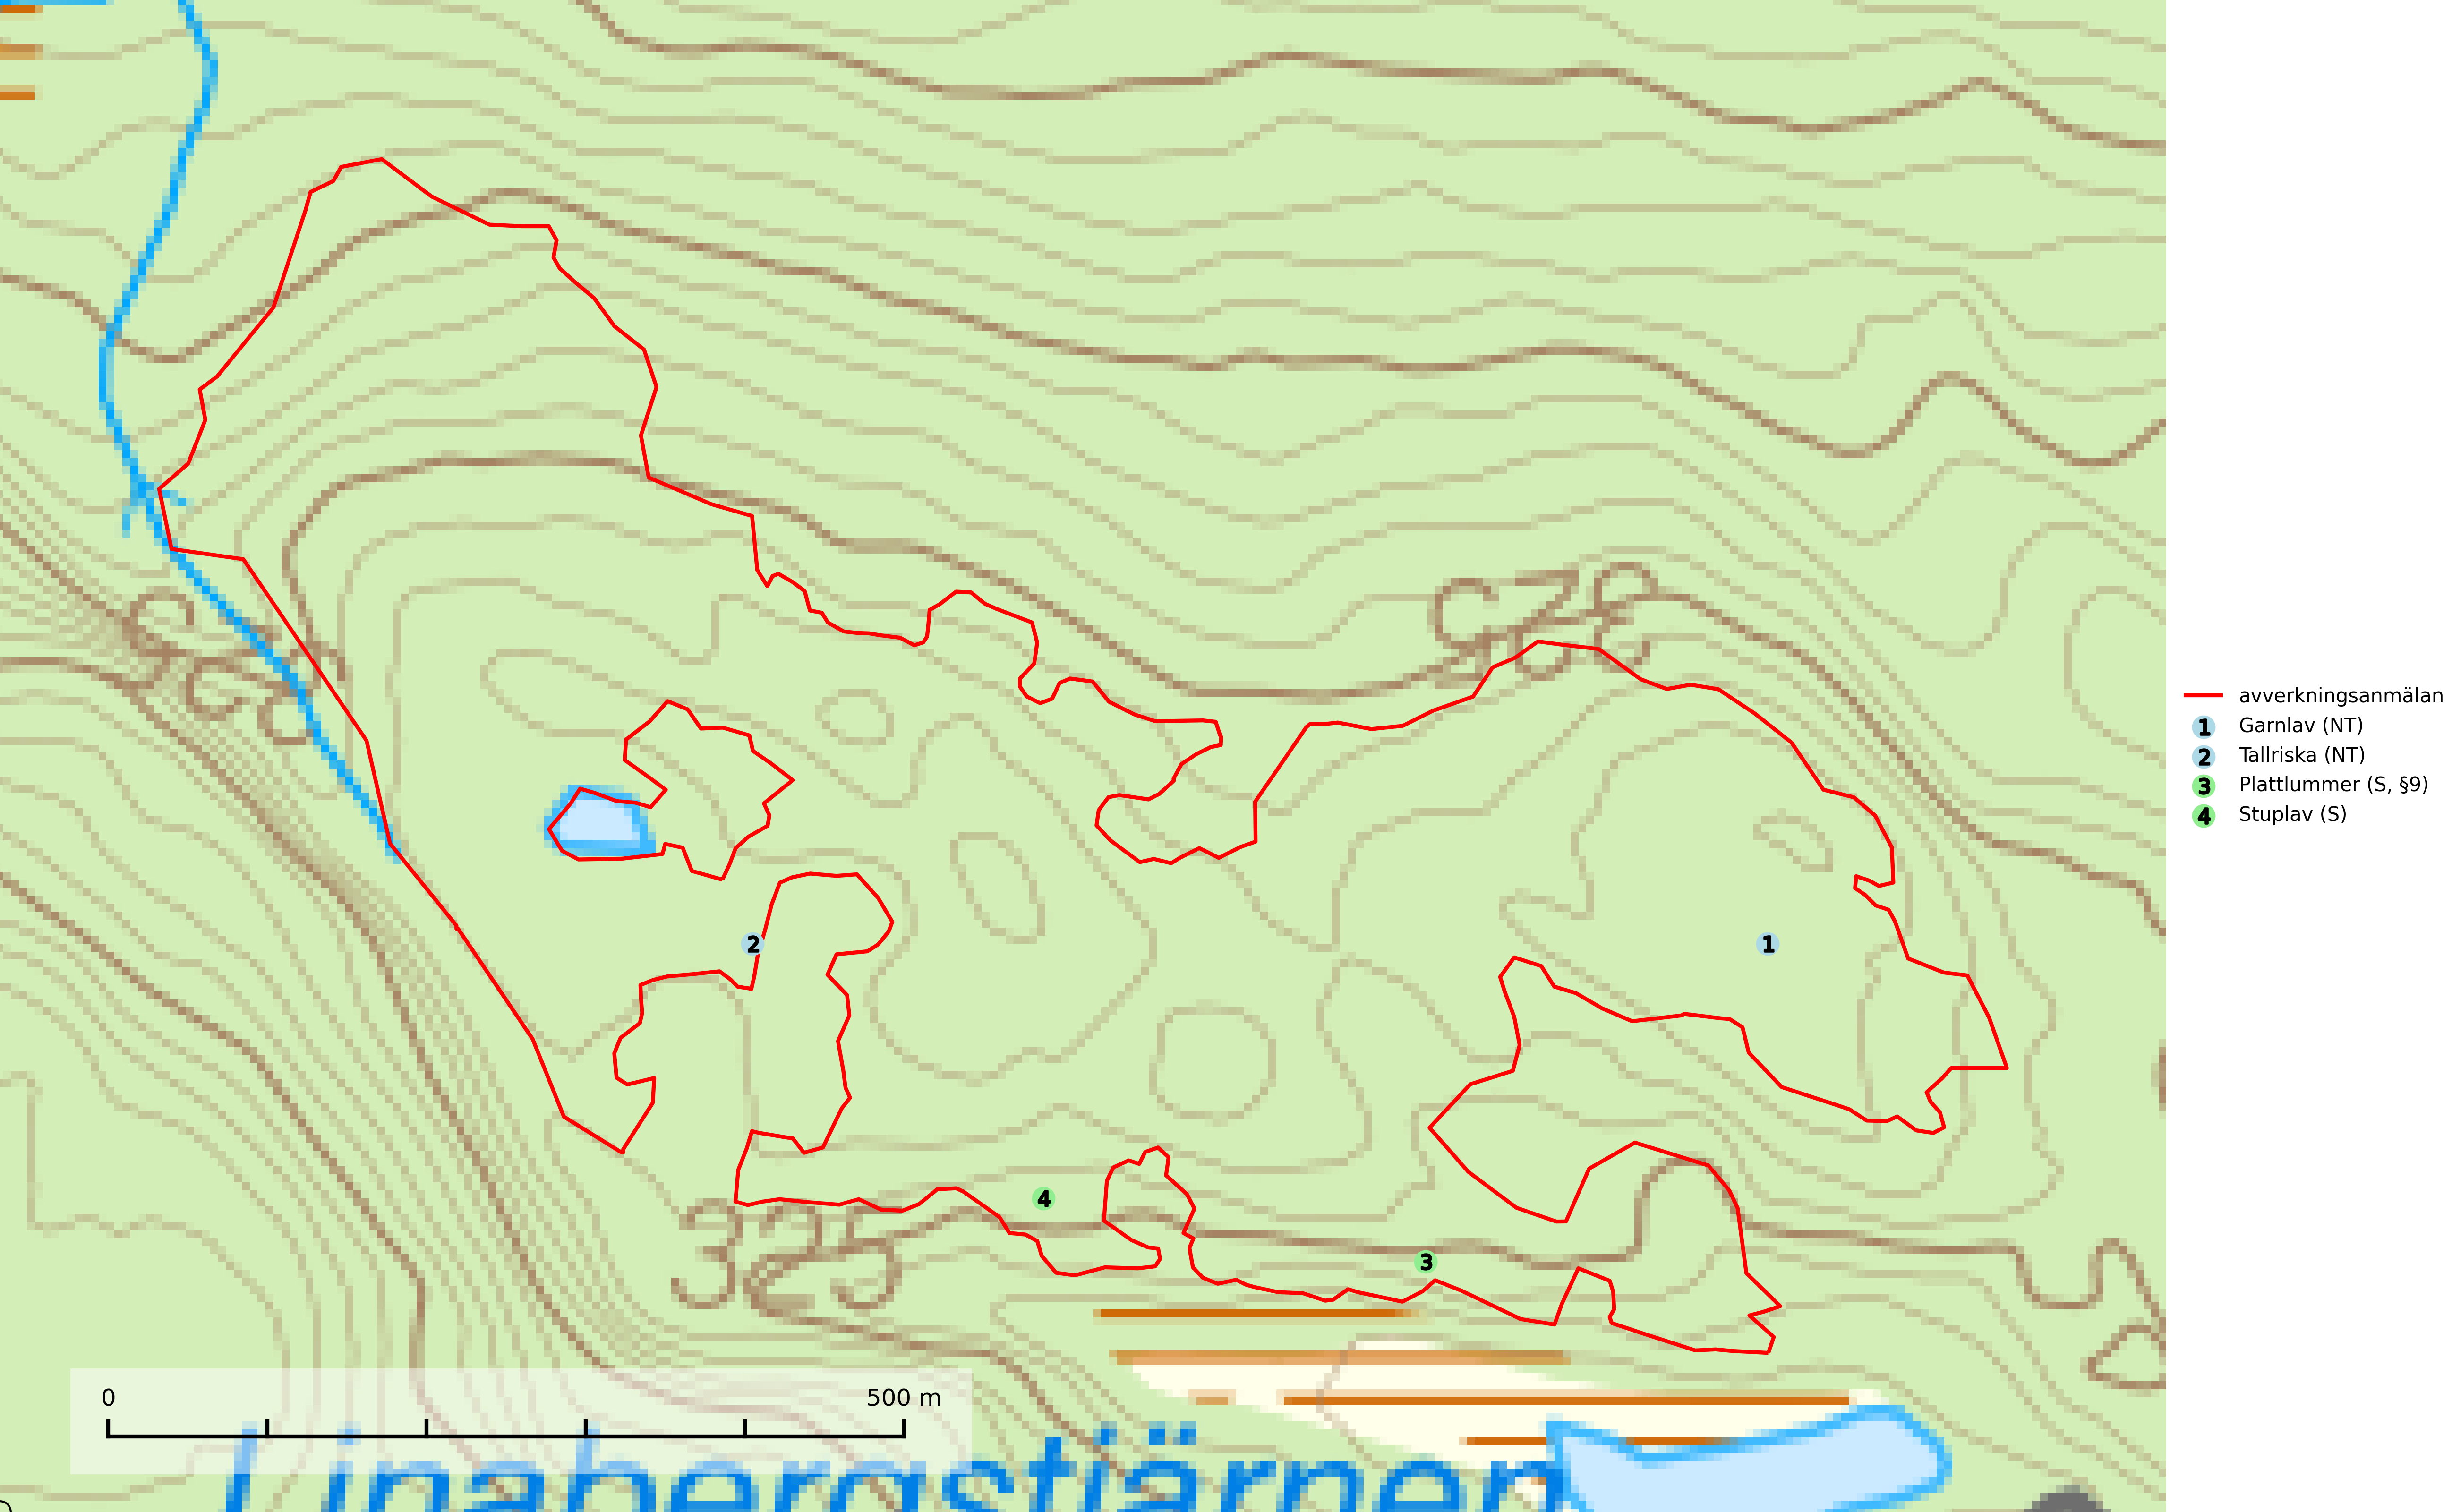 325
avverkningsanmälan
1 Garnlav (NT)
2 Tallriska (NT)
3 Plattlummer (S, §9)
4 Stuplav (S)
2
1
4
3
325
0 500 m